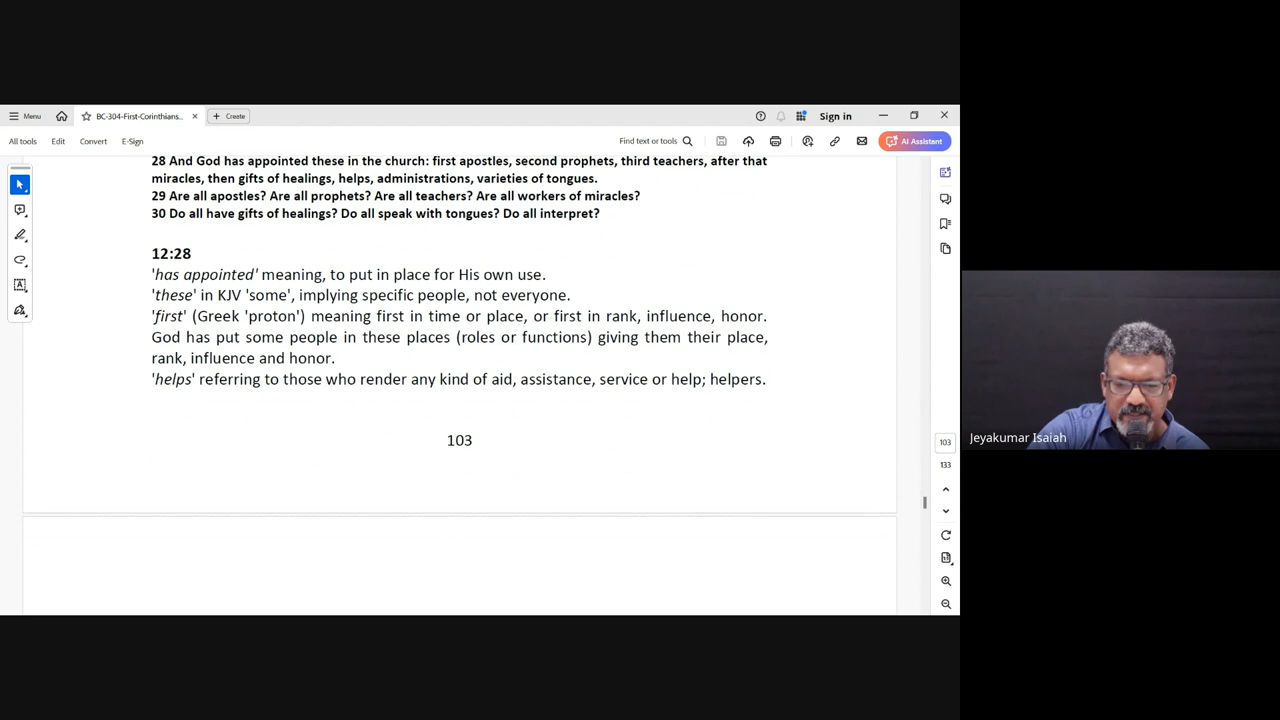 Menu
BC-304-First-Corinthians..
Create
Sign in
All tools
Edit
Convert
E-Sign
Find text or tools
AI Assistant
28 And God has appointed these in the church: first apostles, second prophets, third teachers, after that
miracles, then gifts of healings, helps, administrations, varieties of tongues.
29 Are all apostles? Are all prophets? Are all teachers? Are all workers of miracles?
30 Do all have gifts of healings? Do all speak with tongues? Do all interpret?
12:28
'has appointed' meaning, to put in place for His own use.
'these' in KJV 'some', implying specific people, not everyone.
'first' (Greek 'proton') meaning first in time or place, or first in rank, influence, honor.
God has put some people in these places (roles or functions) giving them their place,
rank, influence and honor.
'helps' referring to those who render any kind of aid, assistance, service or help; helpers.
103
103
133
Jeyakumar Isaiah